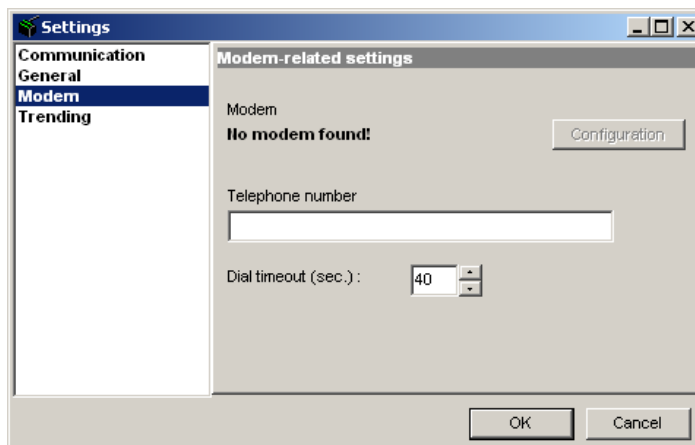 Settings
Communication
General
Modem
Trending
Modem-related settings
Modem
No modem found!
Configuration
Telephone number
Dial timeout (sec.) :
40
OK
Cancel